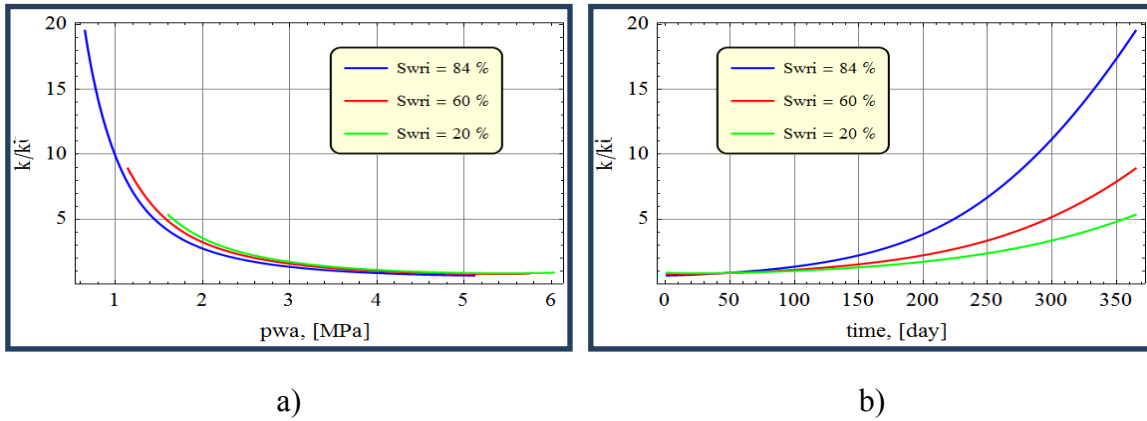 20
15
10
5
k/ki
Swri = 84 %
Swri = 60 %
Swri = 20 %
1 2 3 4 5 6
pwa, [MPa]
a)
20
15
10
5
k/ki
Swri = 84 %
Swri = 60 %
Swri = 20 %
0 50 100 150 200 250 300 350
time, [day]
b)